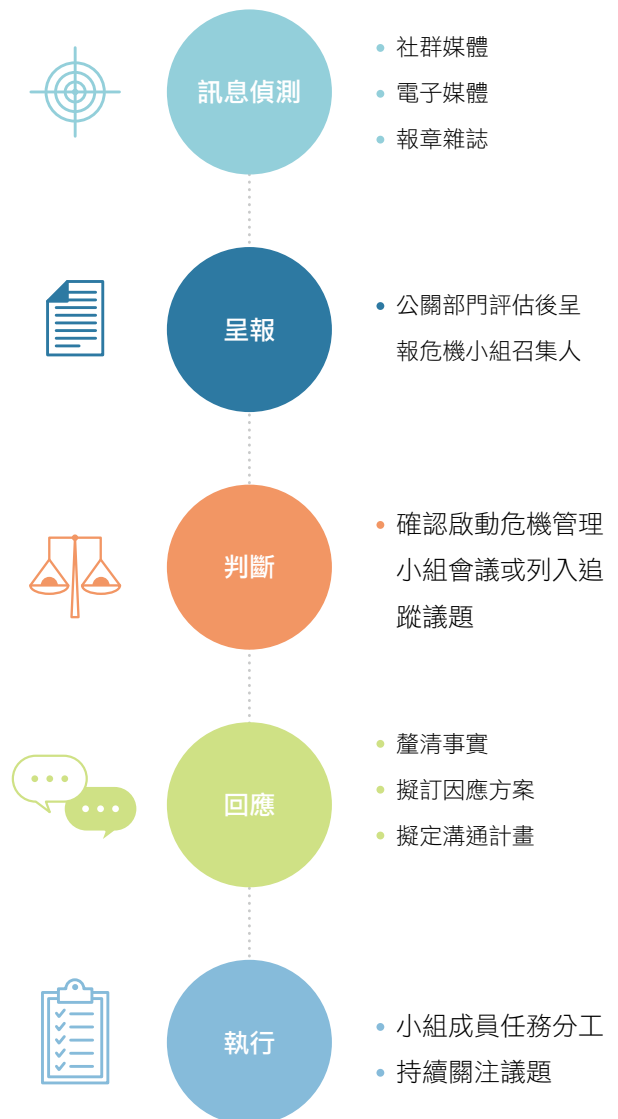 訊息偵測
• 社群媒體
• 電子媒體
• 報章雜誌
呈報
• 公關部門評估後呈
報危機小組召集人
判斷
• 確認啟動危機管理
小組會議或列入追
蹤議題
回應
• 釐清事實
• 擬訂因應方案
• 擬定溝通計畫
執行
• 小組成員任務分工
• 持續關注議題